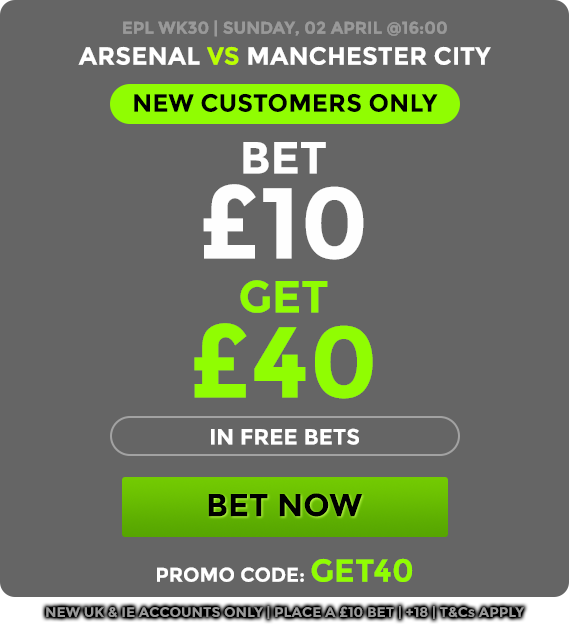 EPL WK30 | SUNDAY, 02 APRIL @16:00
ARSENAL VS MANCHESTER CITY
NEW CUSTOMERS ONLY
BET
£10
GET
£40
IN FREE BETS
BET NOW
PROMO CODE: GET40
NEW UK & IE ACCOUNTS ONLY | PLACE A £10 BET | +18 | T&Cs APPLY